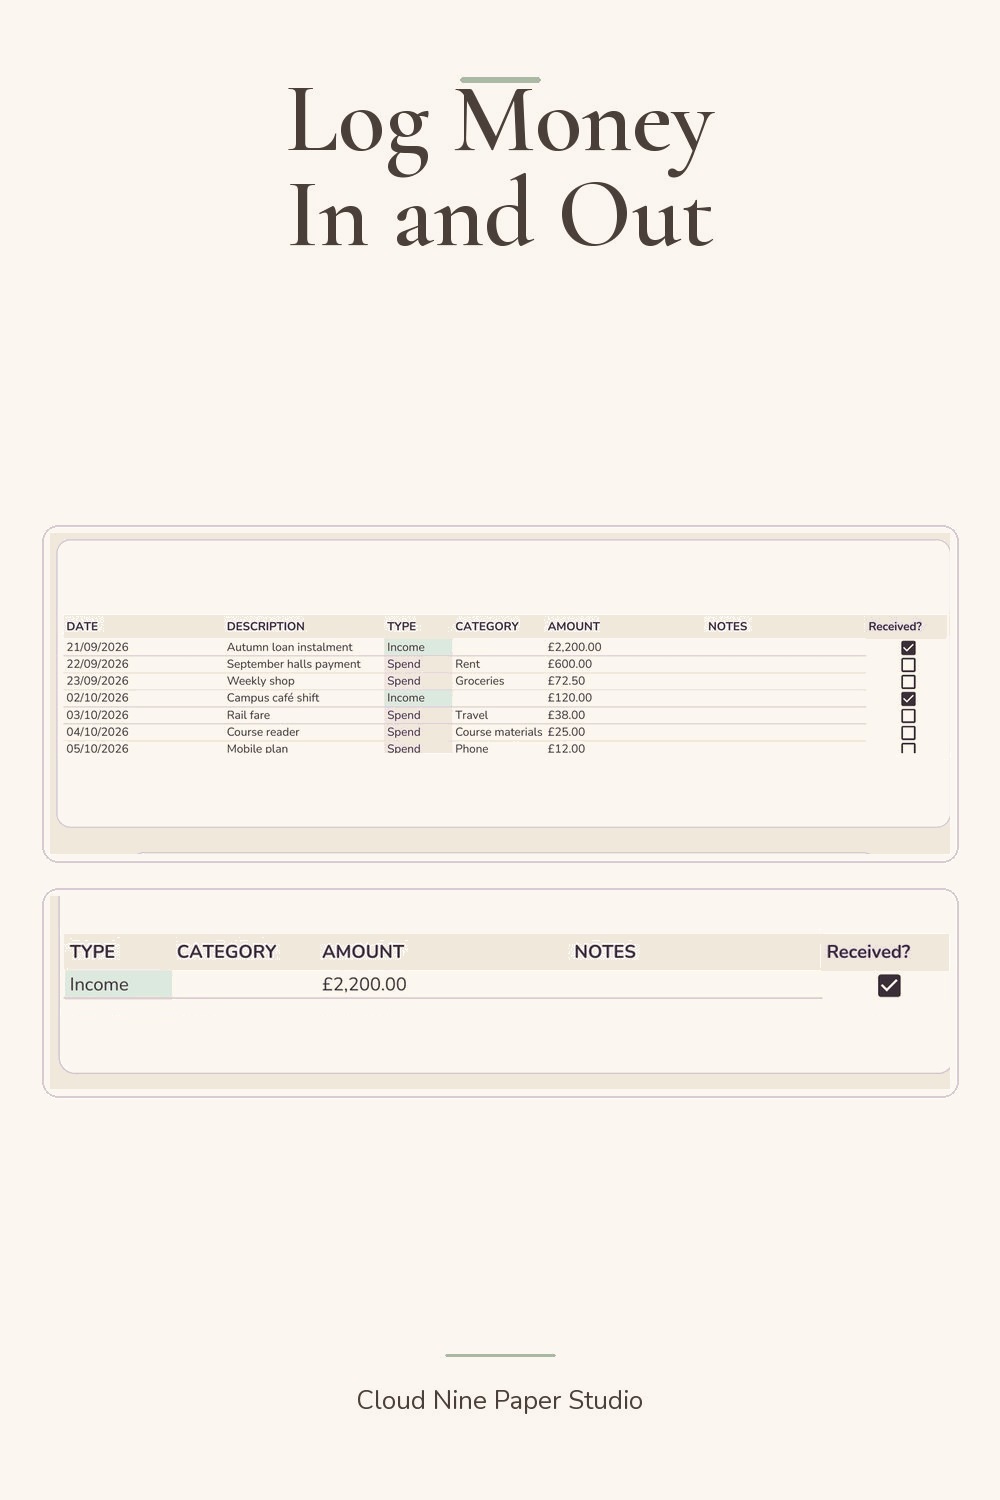 Log Money
In and Out
DATE DESCRIPTION TYPE CATEGORY AMOUNT NOTES Received?
21/09/2026 Autumn loan instalment Income £2,200.00
22/09/2026 September halls payment Spend Rent £600.00
23/09/2026 Weekly shop Spend Groceries £72.50
02/10/2026 Campus café shift Income £120.00
03/10/2026 Rail fare Spend Travel £38.00
04/10/2026 Course reader Spend Course materials £25.00
05/10/2026 Mobile plan Spend Phone £12.00
TYPE CATEGORY AMOUNT NOTES Received?
Income £2,200.00
Cloud Nine Paper Studio